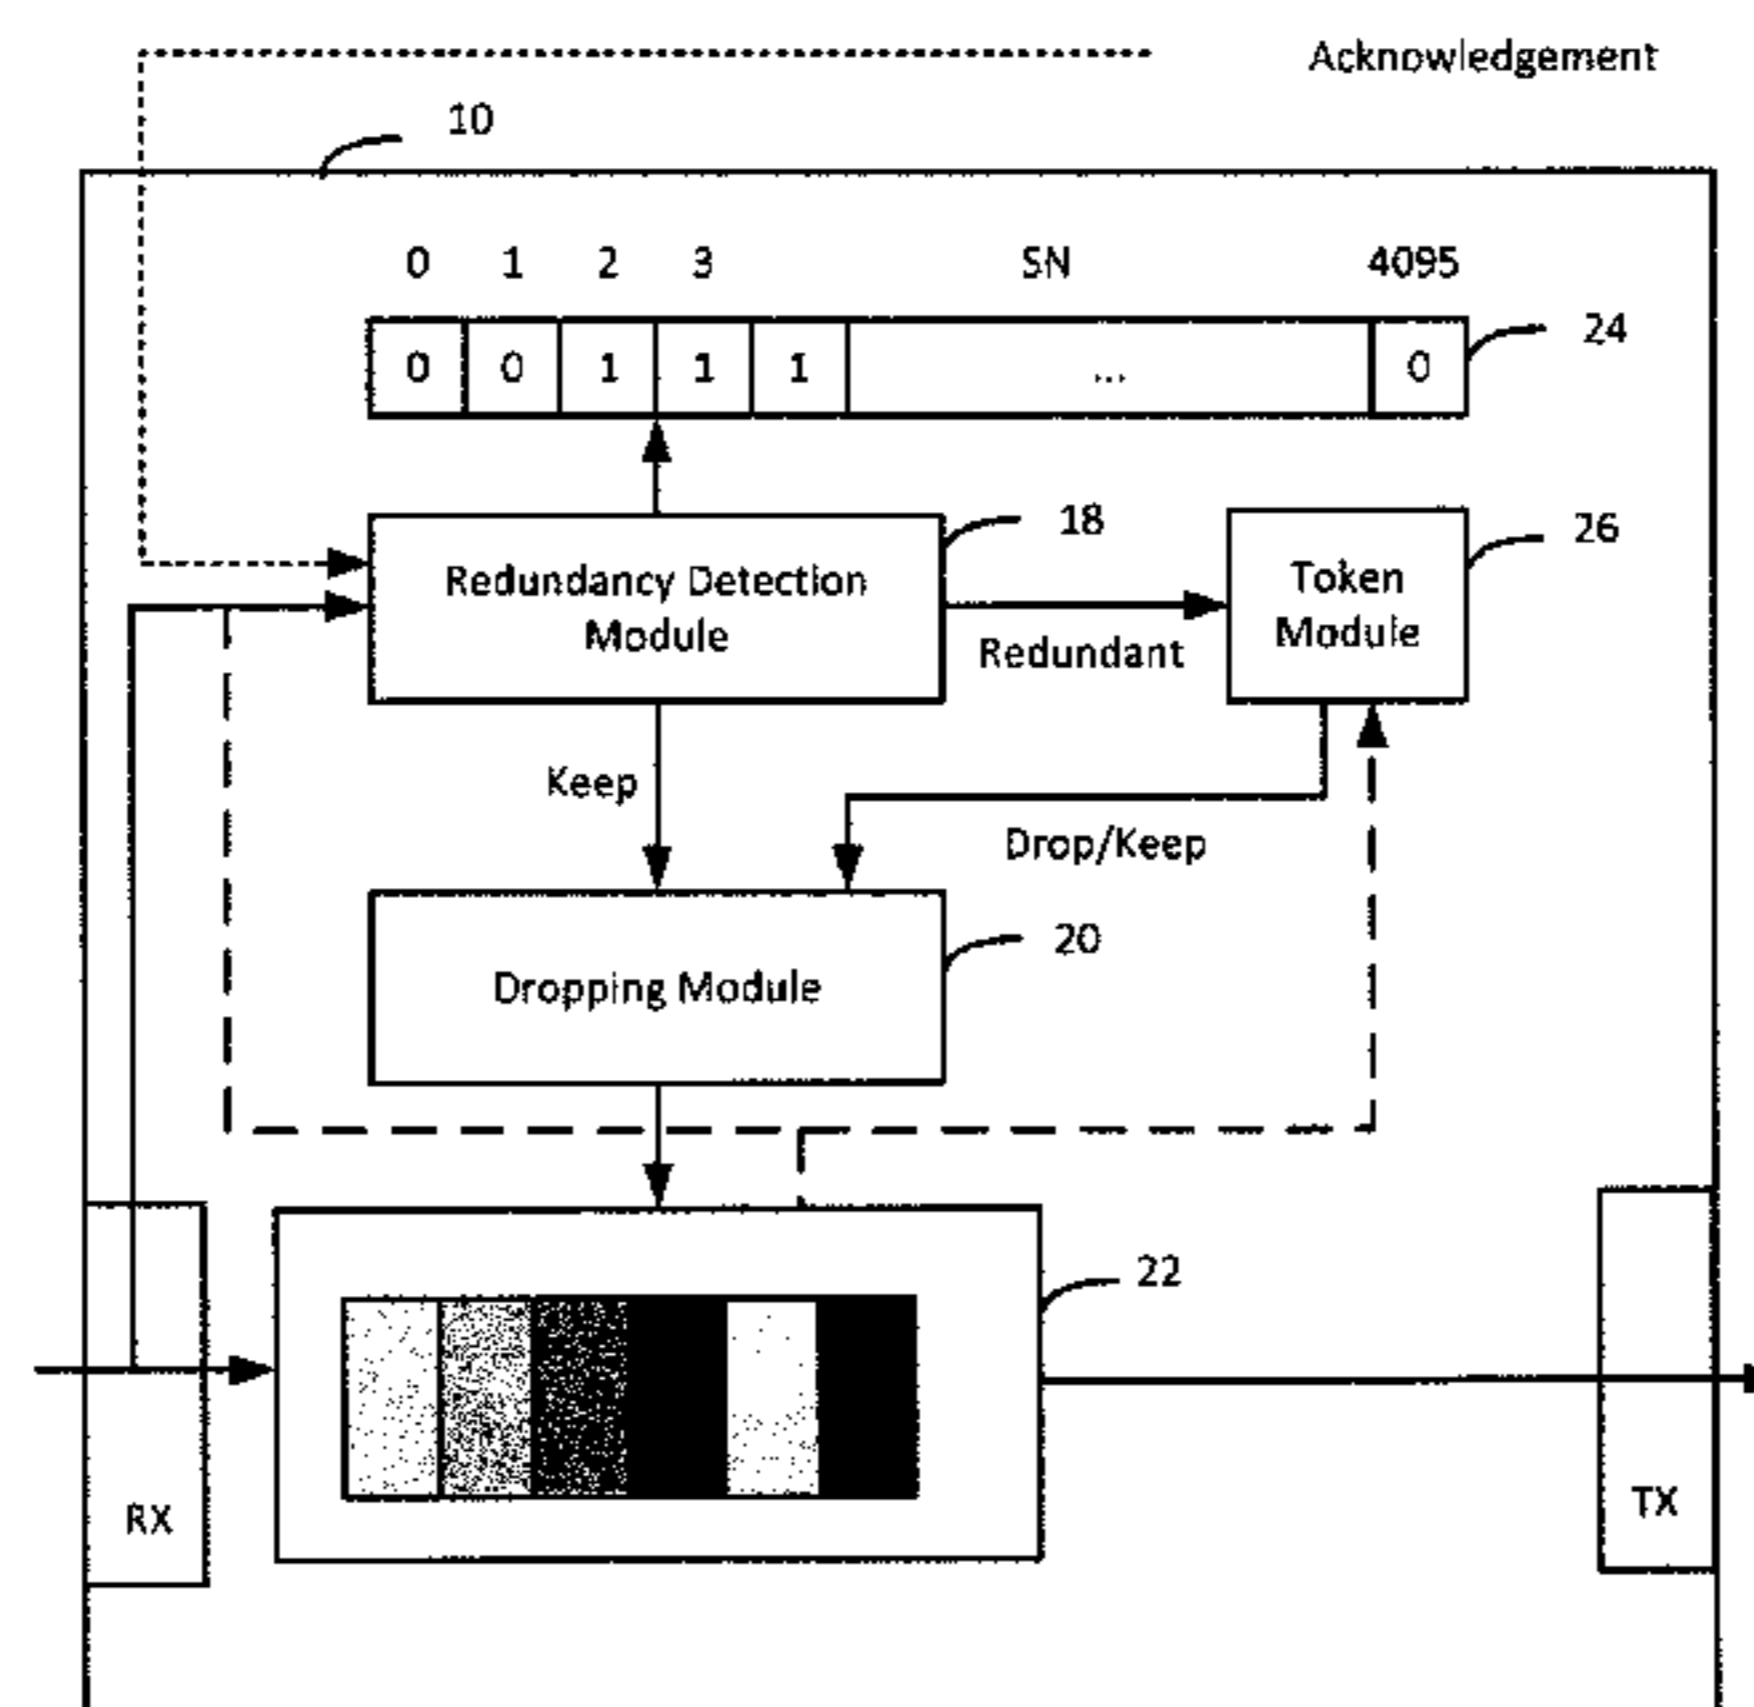 Acknowledgement
10
0 1 2 3 SN 4095
24
0 0 1 1 1 ... 0
18
26
Redundancy Detection
Module
Token
Module
Redundant
Keep
Drop/Keep
20
Dropping Module
22
RX
TX